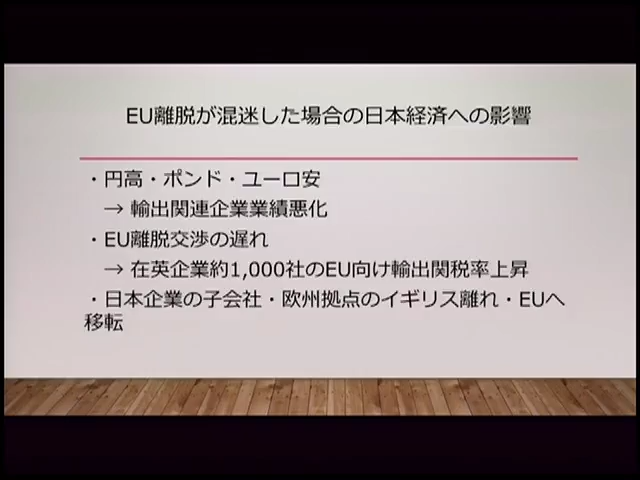 EU離脱が混迷した場合の日本経済への影響
・円高・ポンド・ユーロ安
→ 輸出関連企業業績悪化
・EU離脱交渉の遅れ
→ 在英企業約1,000社のEU向け輸出関税率上昇
・日本企業の子会社・欧州拠点のイギリス離れ・EUへ
移転